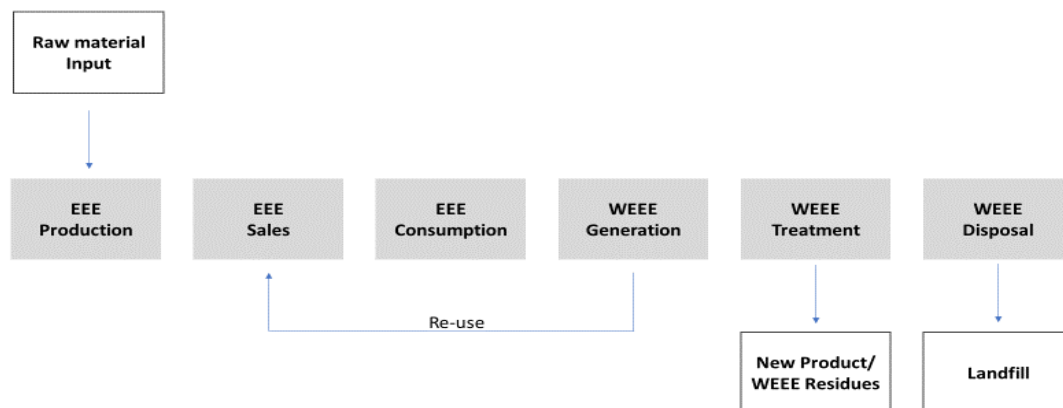 Raw material
Input
EEE
Production
EEE
Sales
EEE
Consumption
WEEE
Generation
WEEE
Treatment
WEEE
Disposal
Re-use
New Product/
WEEE Residues
Landfill